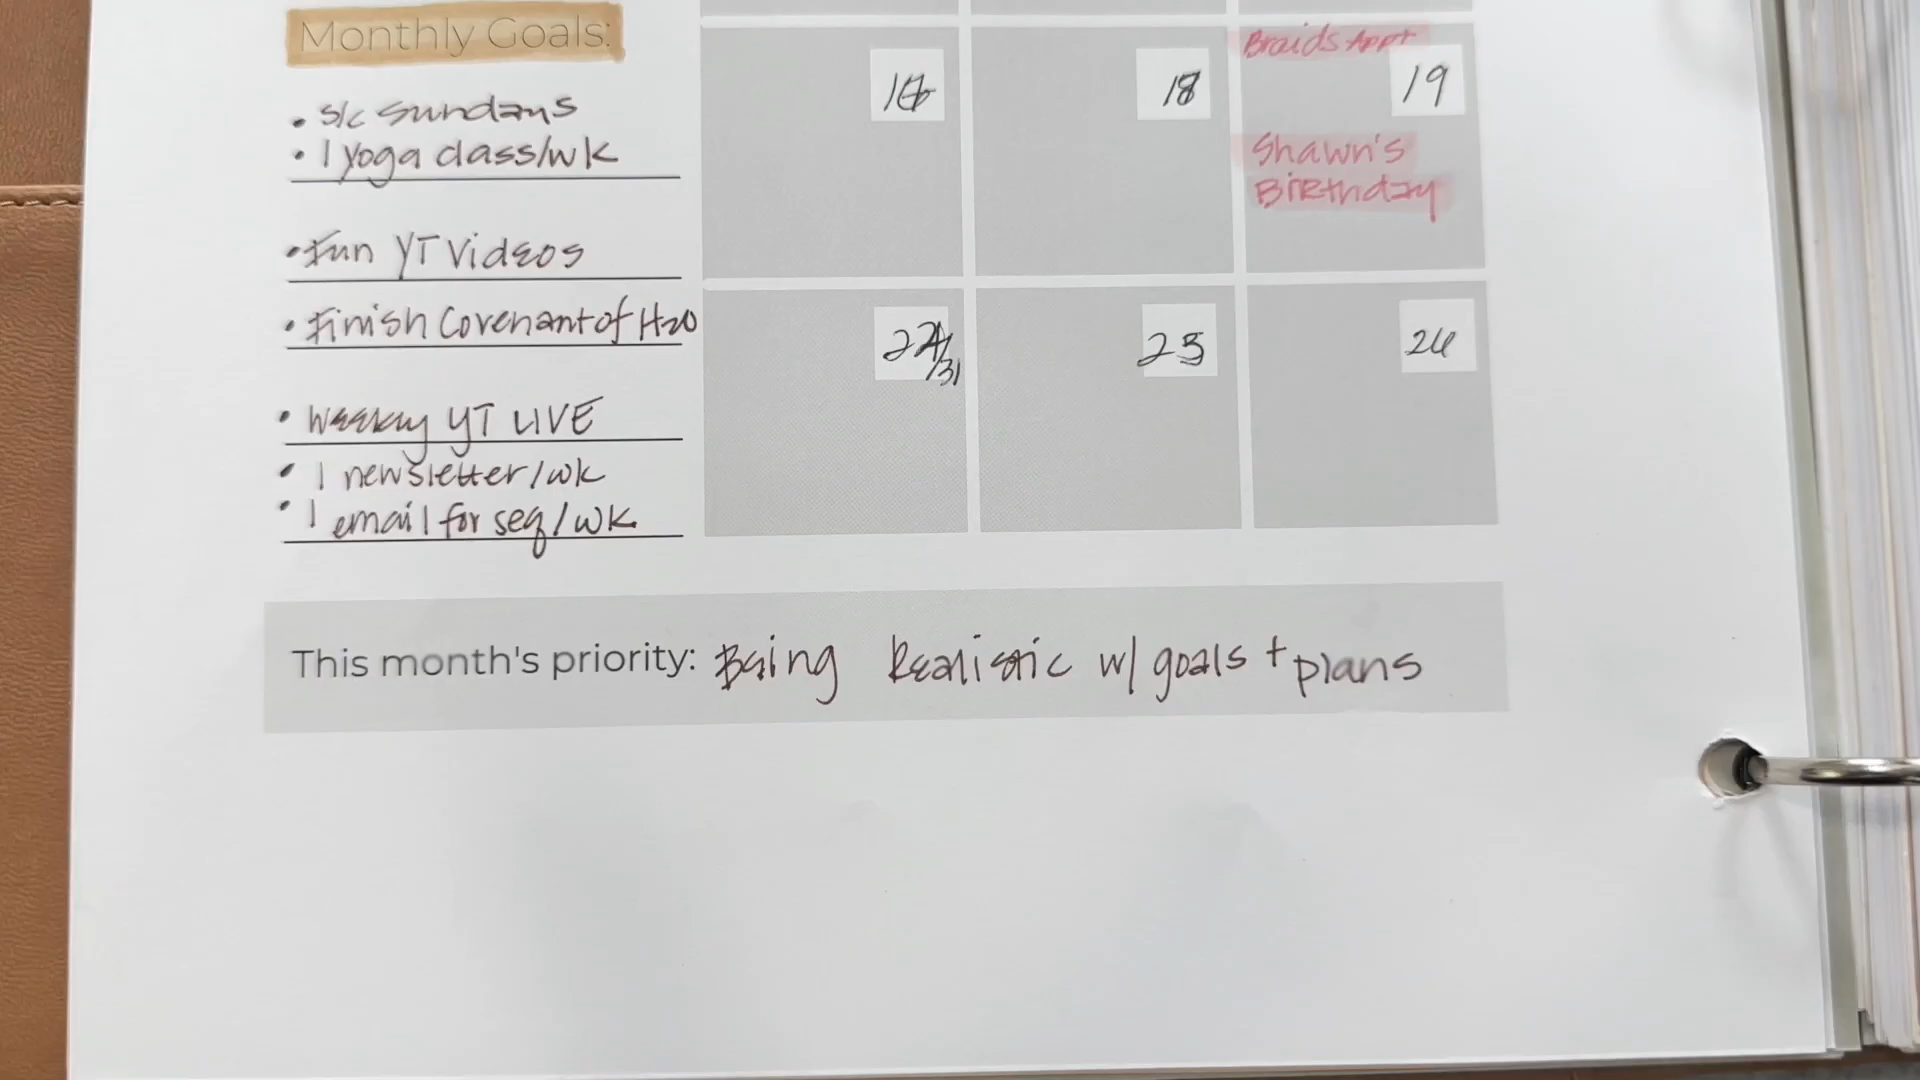 Monthly Goals:
• s/c sundays
• 1 yoga class/wk
• Fun YT Videos
• Finish Covenant of H2O
• Weekly YT LIVE
• 1 newsletter/wk
• 1 email for seq/wk
18
Braids Appt
19
Shawn's
Birthday
24/31
25
26
This month's priority: Being Realistic w/ goals + plans